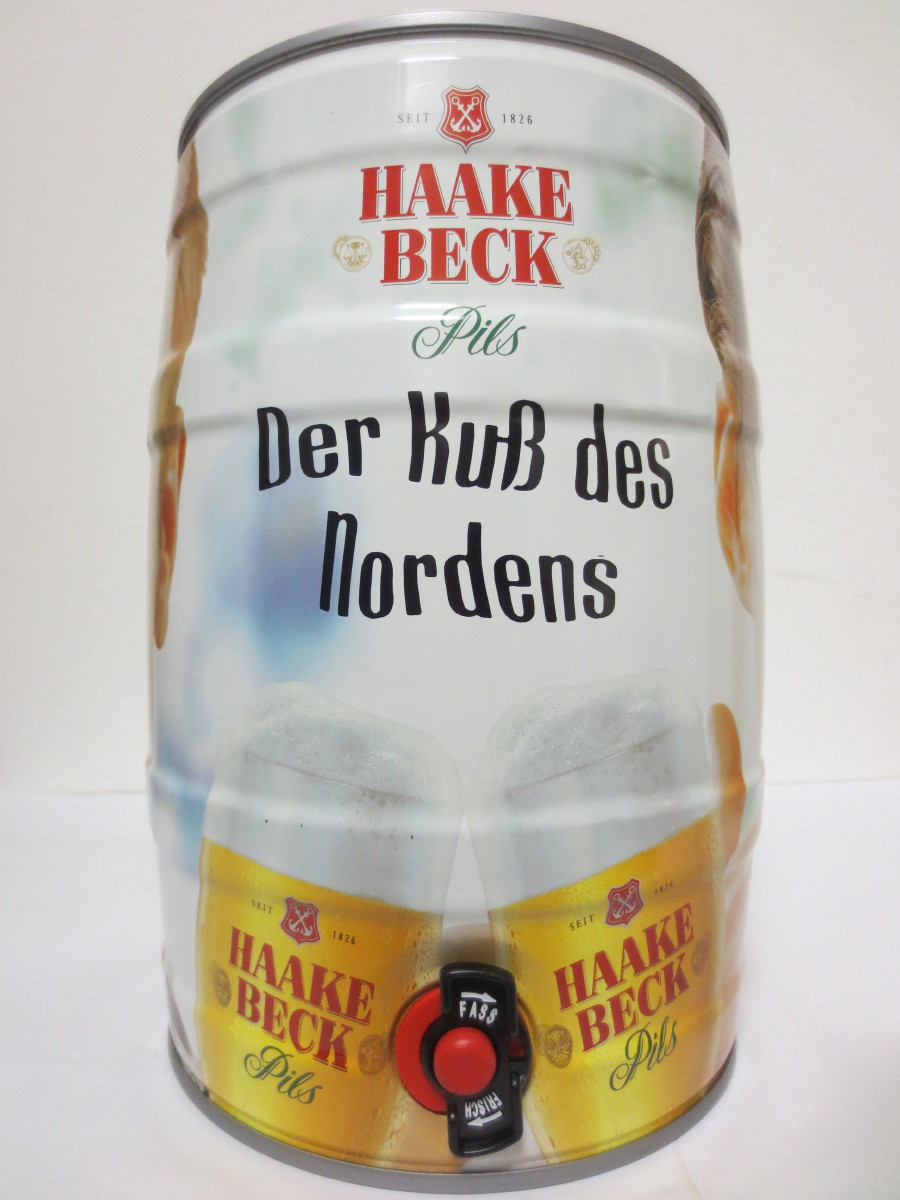 SEIT 1826
HAAKE
BECK
Pils
Der Kuß des
Nordens
SEIT 1826
HAAKE
BECK
Pils
SEIT 1826
HAAKE
BECK
Pils
FASS
FRISCH